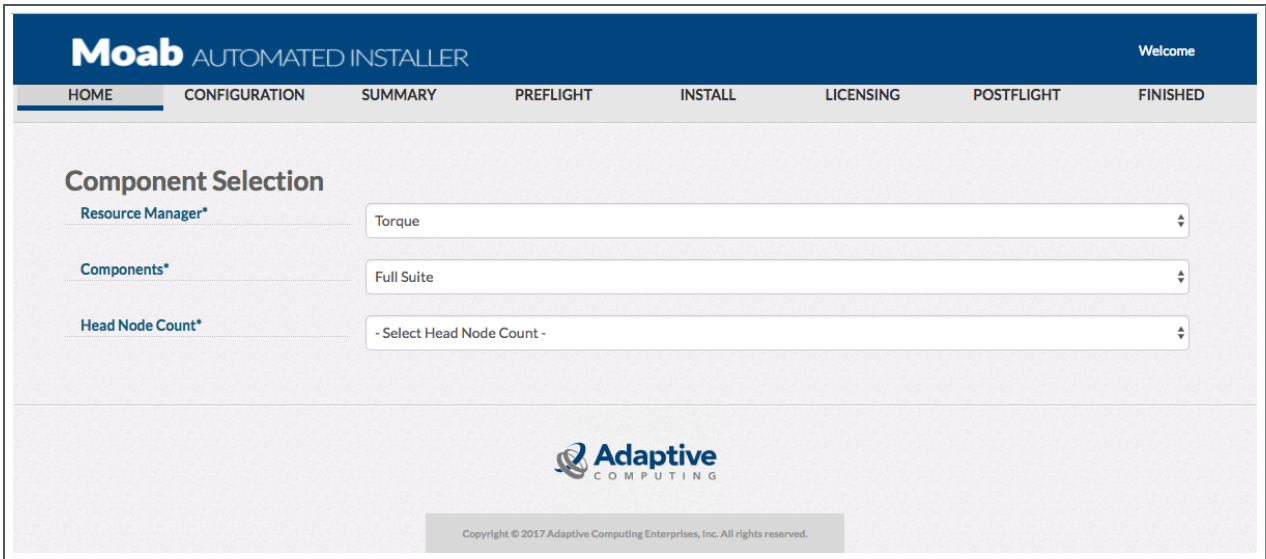 Moab AUTOMATED INSTALLER
Welcome
HOME CONFIGURATION SUMMARY PREFLIGHT INSTALL LICENSING POSTFLIGHT FINISHED
Component Selection
Resource Manager* Torque
Components* Full Suite
Head Node Count* - Select Head Node Count -
Adaptive
COMPUTING
Copyright © 2017 Adaptive Computing Enterprises, Inc. All rights reserved.